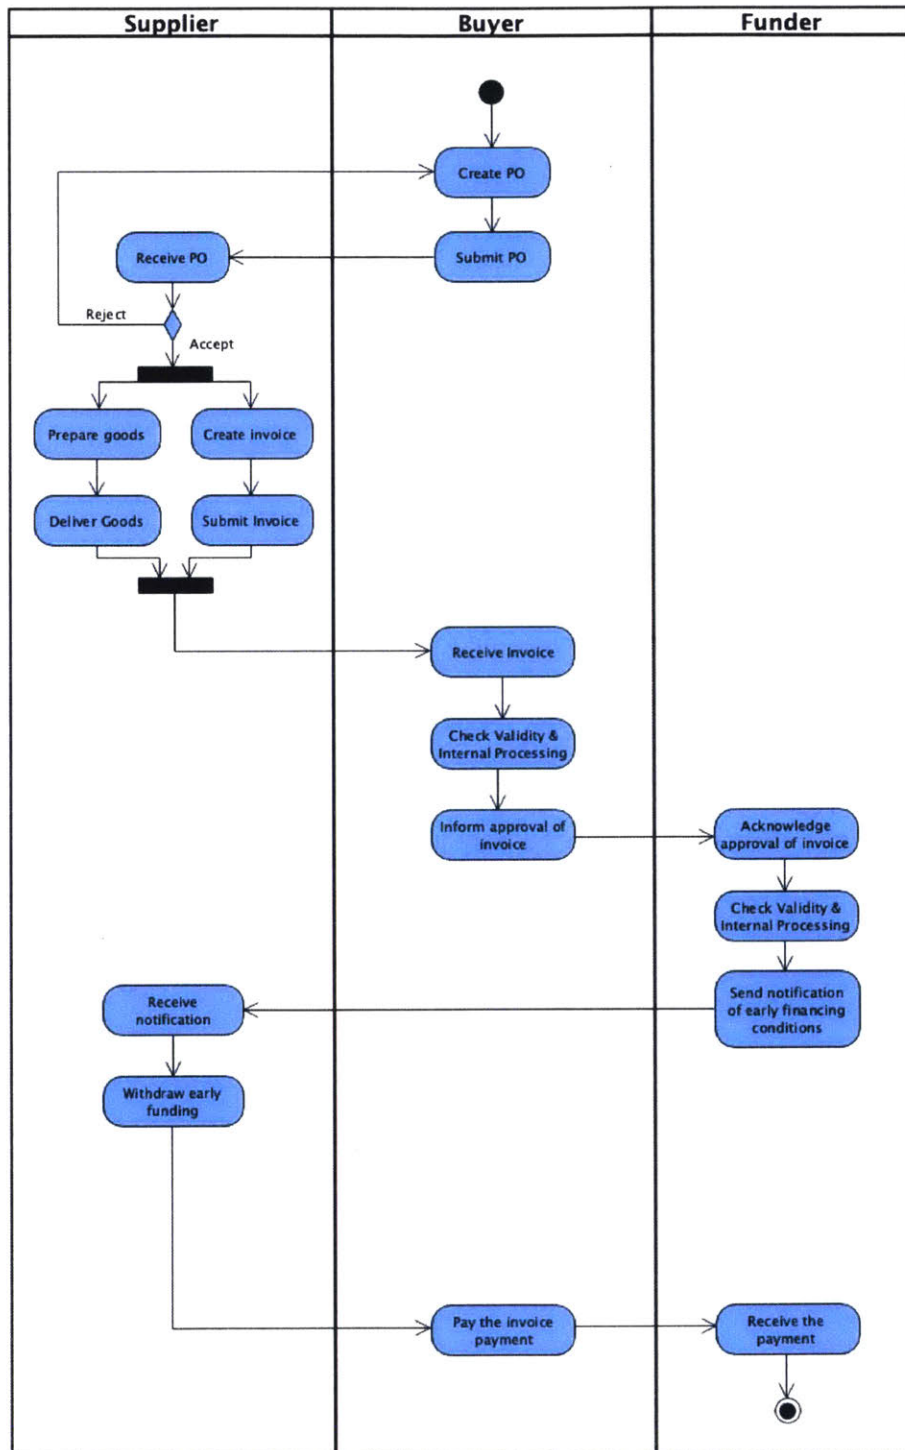 Supplier
Buyer
Funder
Create PO
Receive PO
Submit PO
Reject
Accept
Prepare goods
Create invoice
Deliver Goods
Submit Invoice
Receive Invoice
Check Validity &
Internal Processing
Inform approval of
invoice
Acknowledge
approval of invoice
Check Validity &
Internal Processing
Send notification
of early financing
conditions
Receive
notification
Withdraw early
funding
Pay the invoice
payment
Receive the
payment